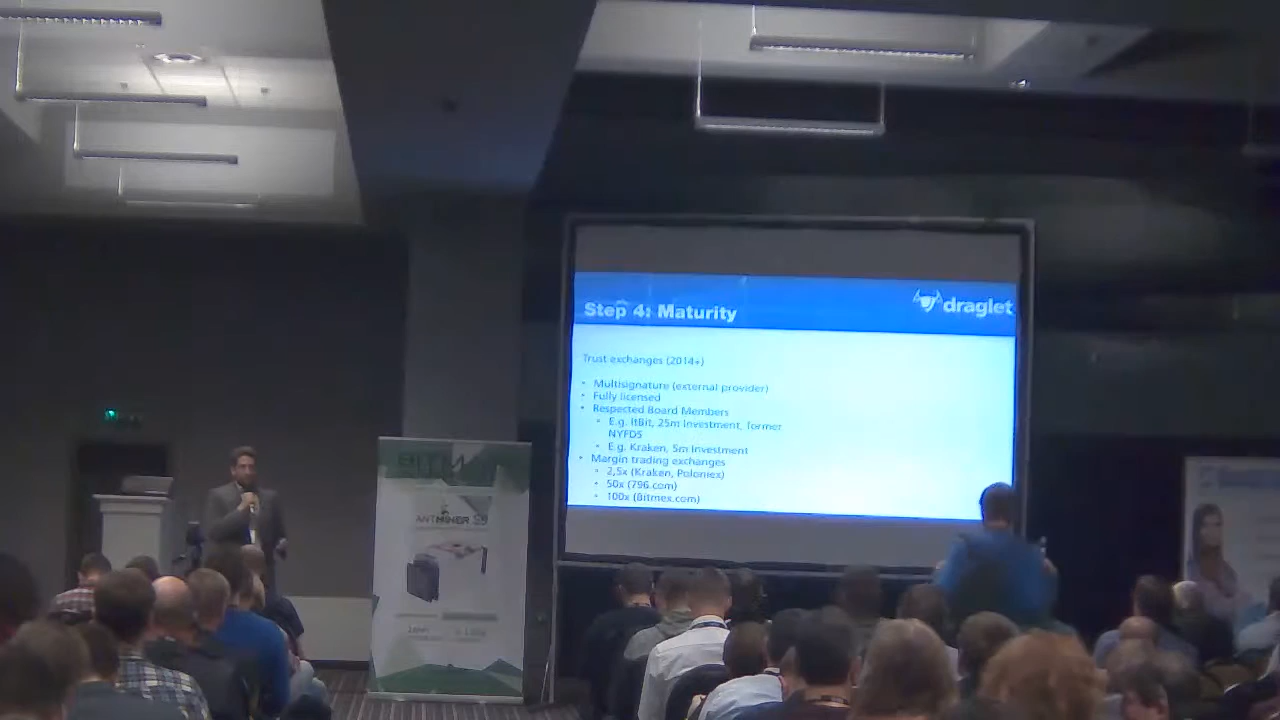 Step 4: Maturity
draglet
Trust exchanges (2014+)
• Multisignature (external provider)
• Fully licensed
• Respected Board Members
• E.g. ItBit, 25m Investment, former
NYFDS
• E.g. Kraken, 5m Investment
• Margin trading exchanges
• 2,5x (Kraken, Poloniex)
• 50x (796.com)
• 100x (Bitmex.com)
ANTMINER